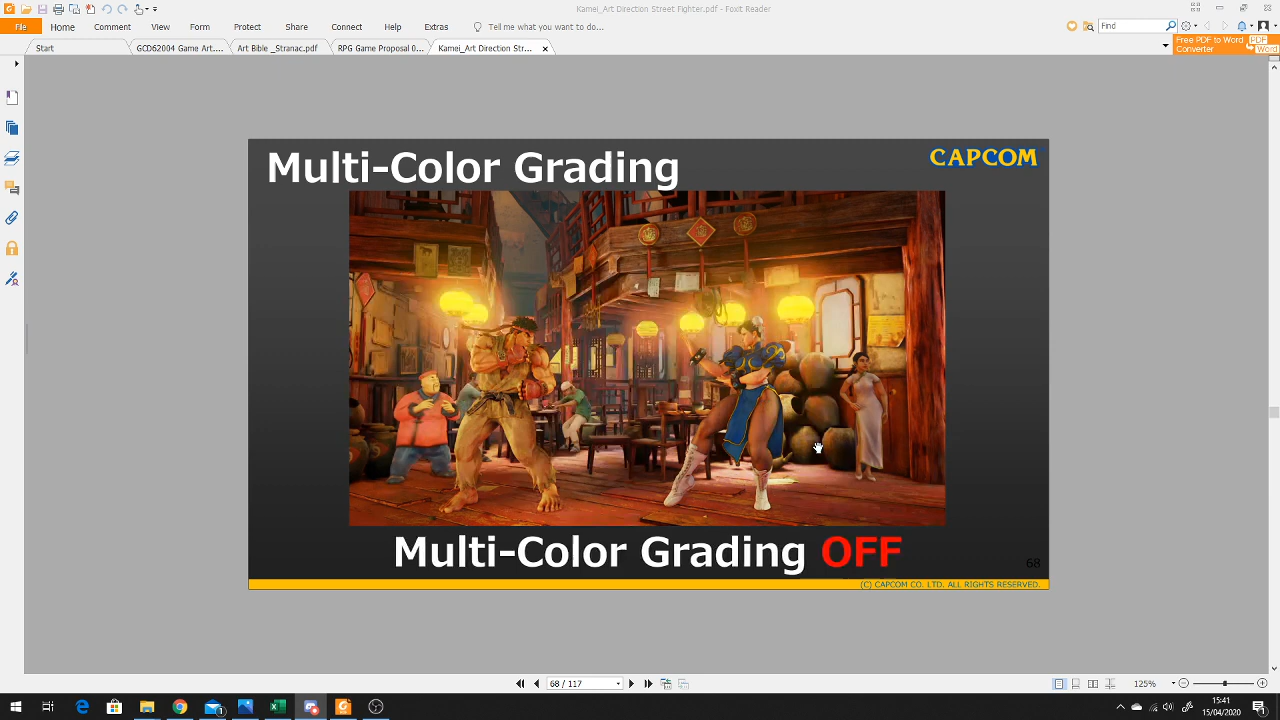 Kamei_Art Direction Street Fighter.pdf - Foxit Reader
File Home Comment View Form Protect Share Connect Help Extras Tell me what you want to do... Find
Start GCD62004 Game Art.... Art Bible _Stranac.pdf RPG Game Proposal 0... Kamei_Art Direction Str...
Free PDF to Word Converter
PDF
Word
Multi-Color Grading
CAPCOM
Multi-Color Grading OFF
68
(C) CAPCOM CO. LTD. ALL RIGHTS RESERVED.
68 / 117
125%
15:41
15/04/2020